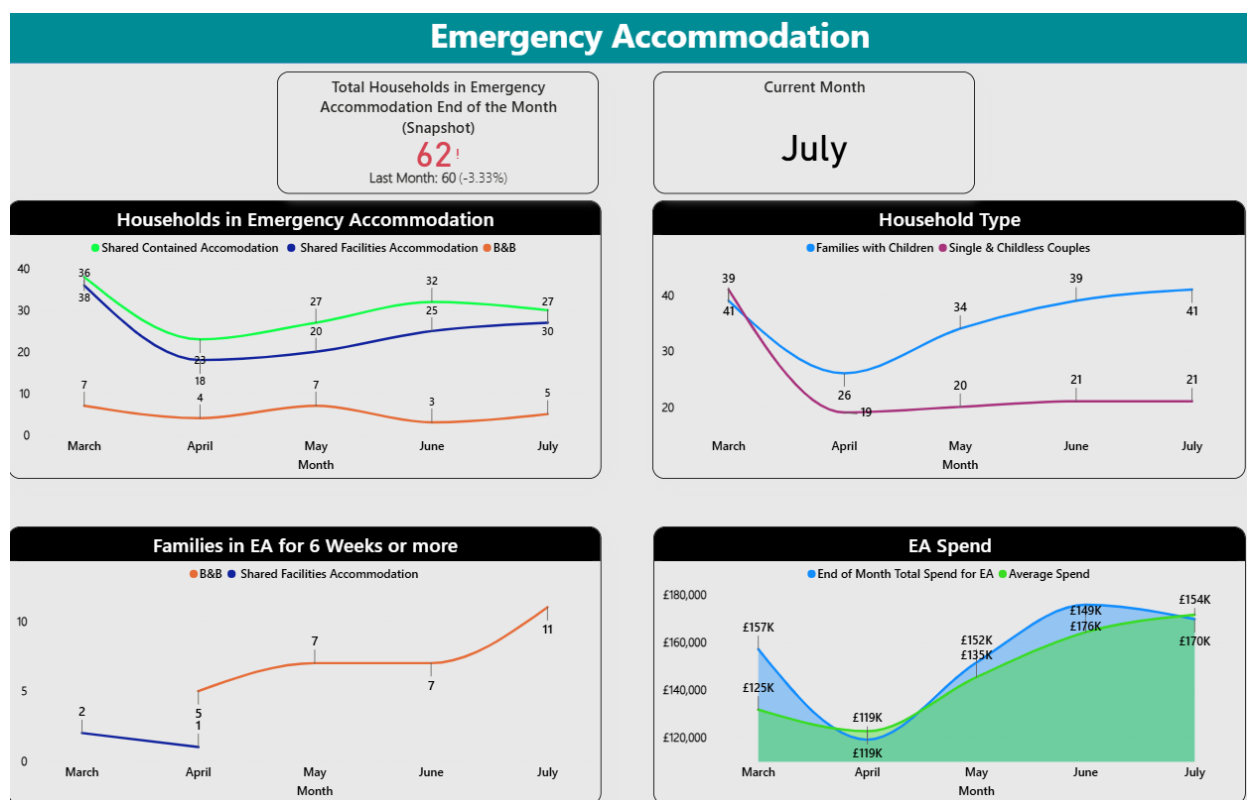 Emergency Accommodation
Total Households in Emergency
Accommodation End of the Month
(Snapshot)
62!
Last Month: 60 (-3.33%)
Current Month
July
Households in Emergency Accommodation
Shared Contained Accomodation Shared Facilities Accommodation B&B
40
30
20
10
0
36
38
23
18
27
20
32
25
27
30
7
4
7
3
5
March April May June July
Month
Household Type
Families with Children Single & Childless Couples
40
30
20
39
41
26
19
34
20
39
21
41
21
March April May June July
Month
Families in EA for 6 Weeks or more
B&B Shared Facilities Accommodation
10
5
0
2
5
1
7
7
11
March April May June July
Month
EA Spend
End of Month Total Spend for EA Average Spend
£180,000
£160,000
£140,000
£120,000
£157K
£125K
£119K
£119K
£152K
£135K
£149K
£176K
£154K
£170K
March April May June July
Month